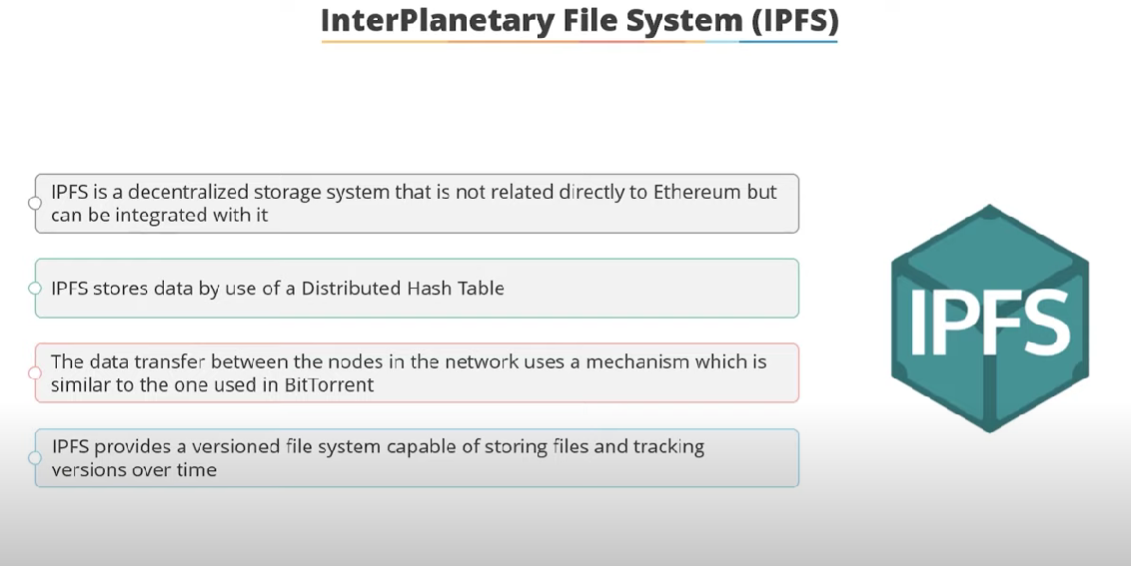 InterPlanetary File System (IPFS)
IPFS is a decentralized storage system that is not related directly to Ethereum but
can be integrated with it
IPFS stores data by use of a Distributed Hash Table
The data transfer between the nodes in the network uses a mechanism which is
similar to the one used in BitTorrent
IPFS provides a versioned file system capable of storing files and tracking
versions over time
IPFS